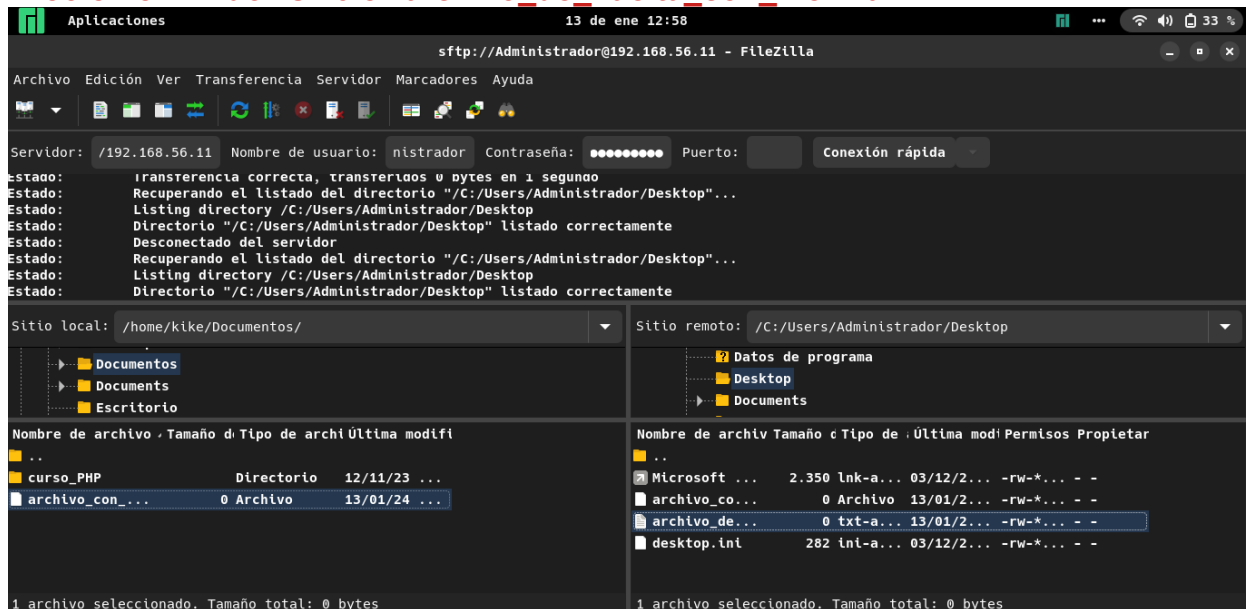 Aplicaciones 13 de ene 12:58 33 %
sftp://Administrador@192.168.56.11 - FileZilla
Archivo Edición Ver Transferencia Servidor Marcadores Ayuda
Servidor: /192.168.56.11 Nombre de usuario: nistrador Contraseña: ●●●●●●●●● Puerto: Conexión rápida
Estado: Transferencia correcta, transferidos 0 bytes en 1 segundo
Estado: Recuperando el listado del directorio "/C:/Users/Administrador/Desktop"...
Estado: Listing directory /C:/Users/Administrador/Desktop
Estado: Directorio "/C:/Users/Administrador/Desktop" listado correctamente
Estado: Desconectado del servidor
Estado: Recuperando el listado del directorio "/C:/Users/Administrador/Desktop"...
Estado: Listing directory /C:/Users/Administrador/Desktop
Estado: Directorio "/C:/Users/Administrador/Desktop" listado correctamente
Sitio local: /home/kike/Documentos/
Documentos
Documents
Escritorio
Nombre de archivo Tamaño d Tipo de archi Última modifi
..
curso_PHP Directorio 12/11/23 ...
archivo_con_... 0 Archivo 13/01/24 ...
1 archivo seleccionado. Tamaño total: 0 bytes
Sitio remoto: /C:/Users/Administrador/Desktop
Datos de programa
Desktop
Documents
Nombre de archiv Tamaño d Tipo de Última modi Permisos Propietar
..
Microsoft ... 2.350 lnk-a... 03/12/2... -rw-*... - -
archivo_co... 0 Archivo 13/01/2... -rw-*... - -
archivo_de... 0 txt-a... 13/01/2... -rw-*... - -
desktop.ini 282 ini-a... 03/12/2... -rw-*... - -
1 archivo seleccionado. Tamaño total: 0 bytes